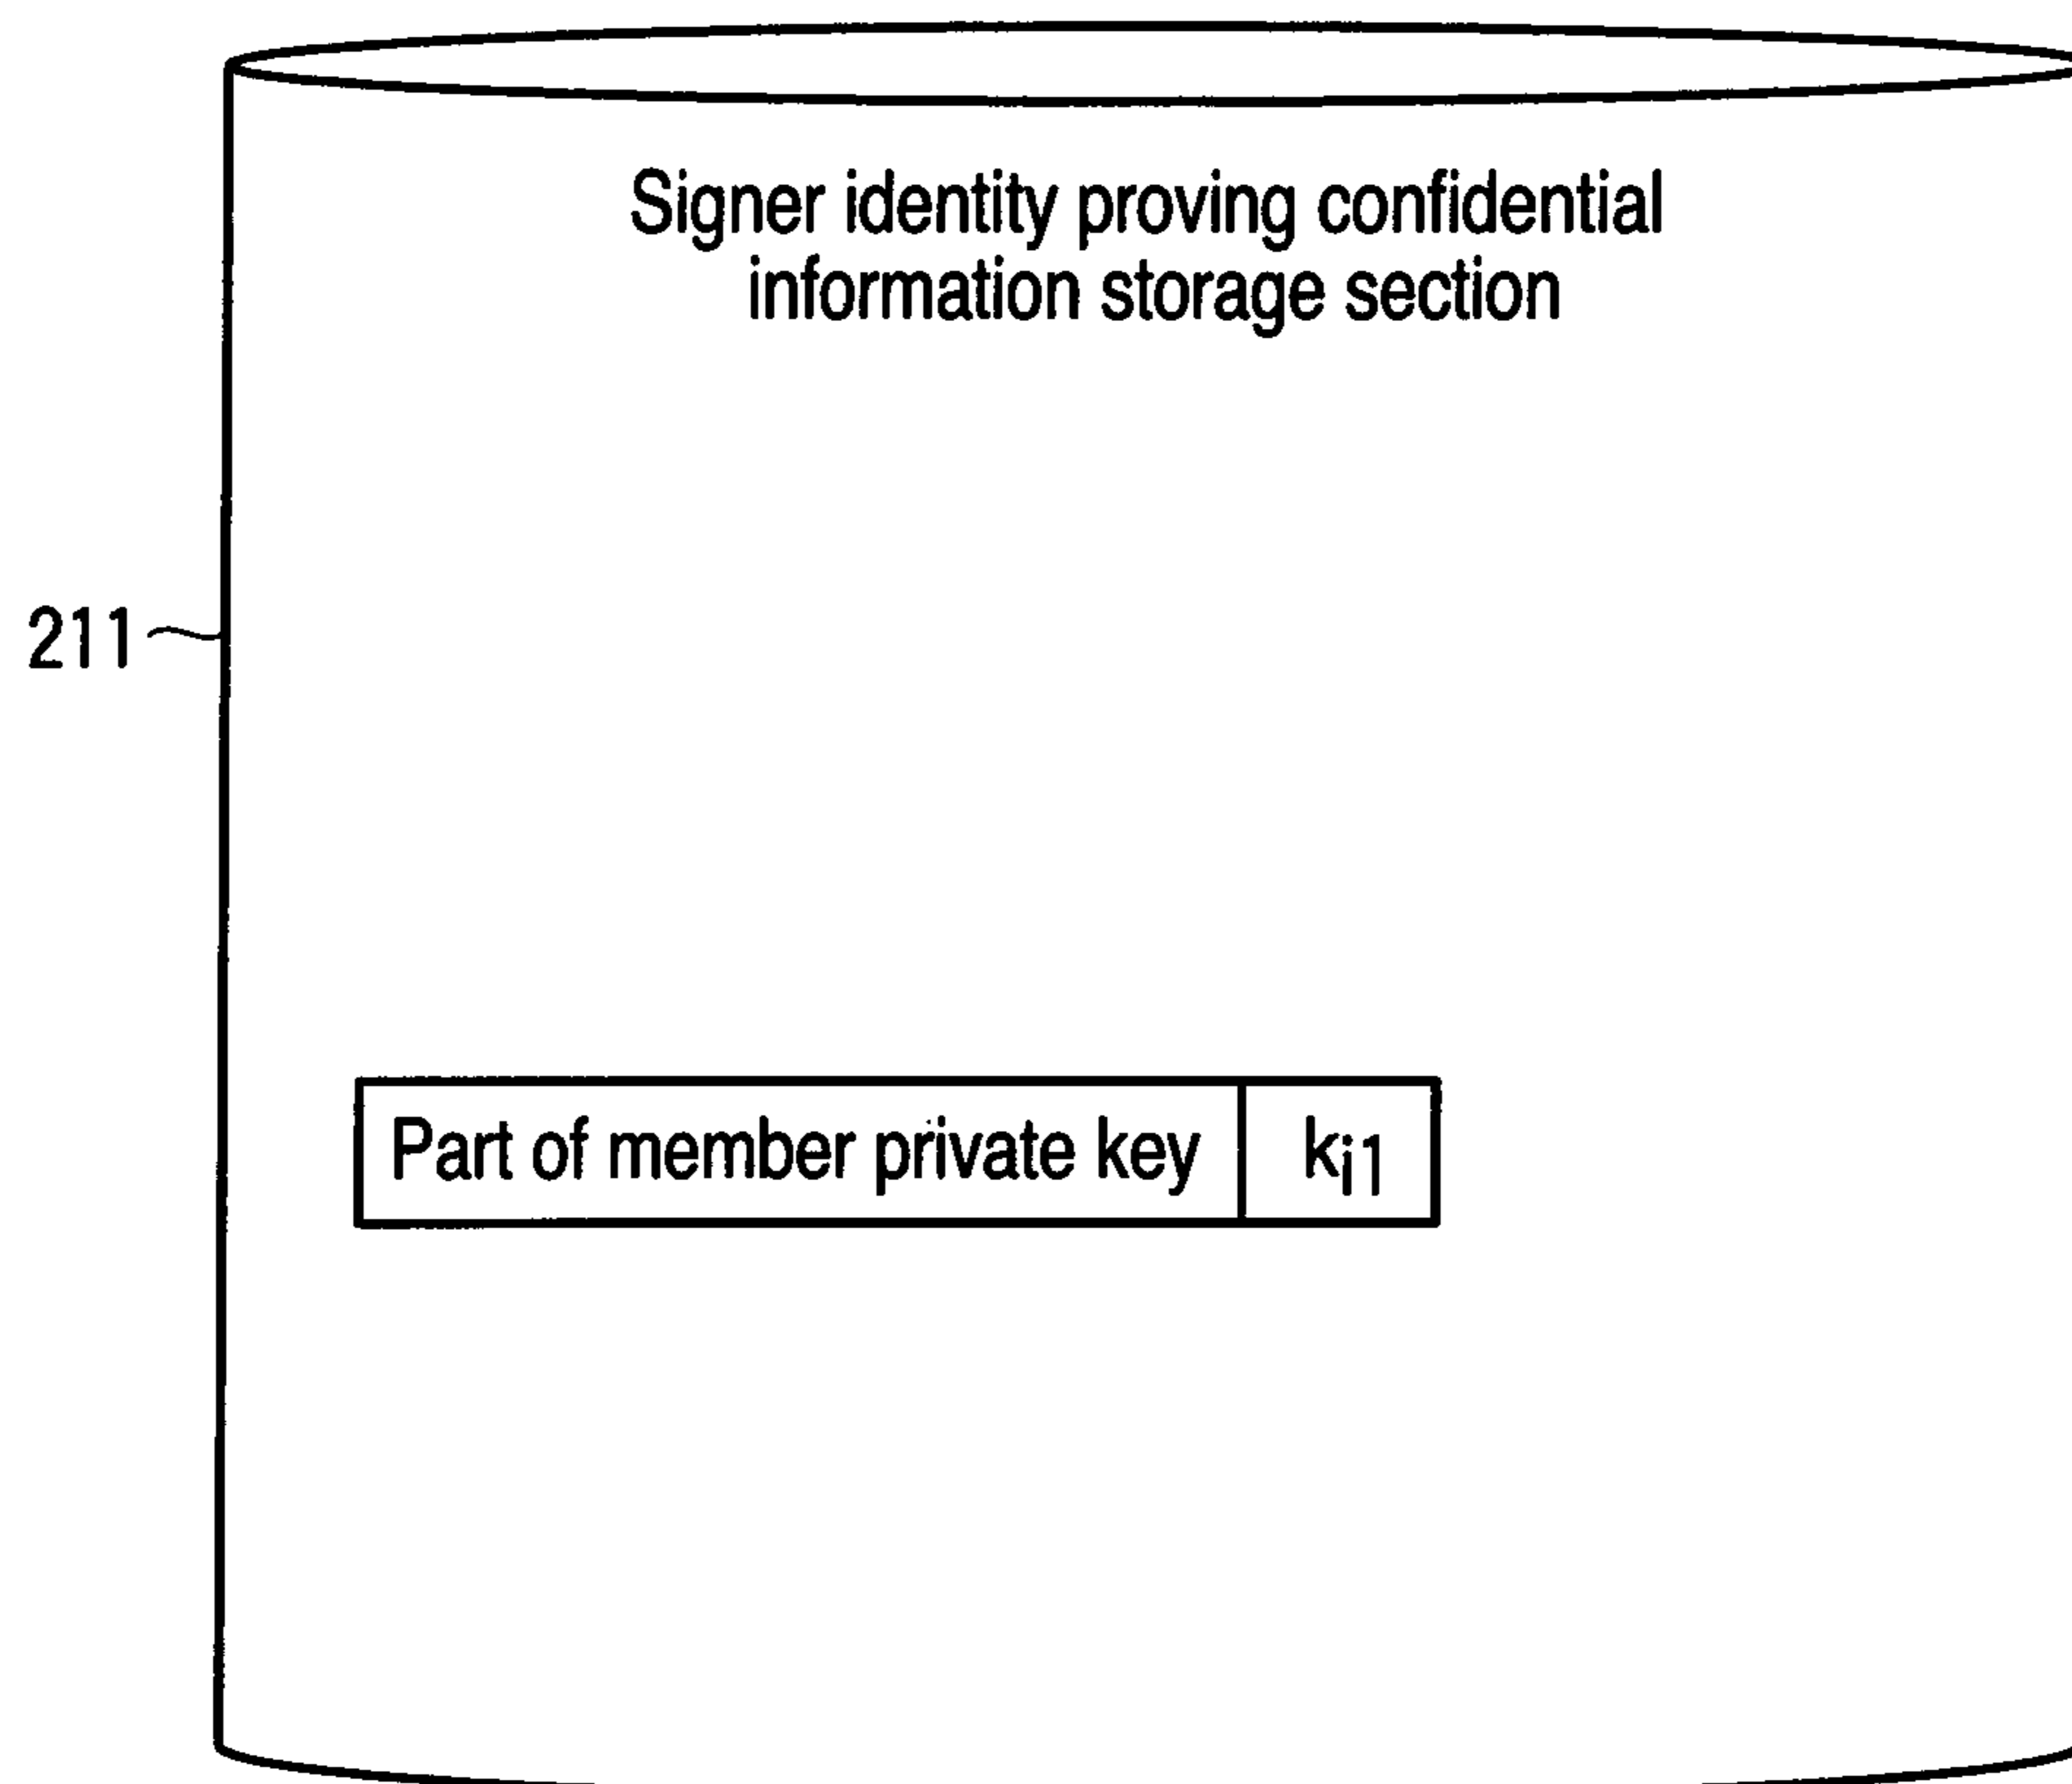 Signer identity proving confidential
information storage section
211
Part of member private key ki1